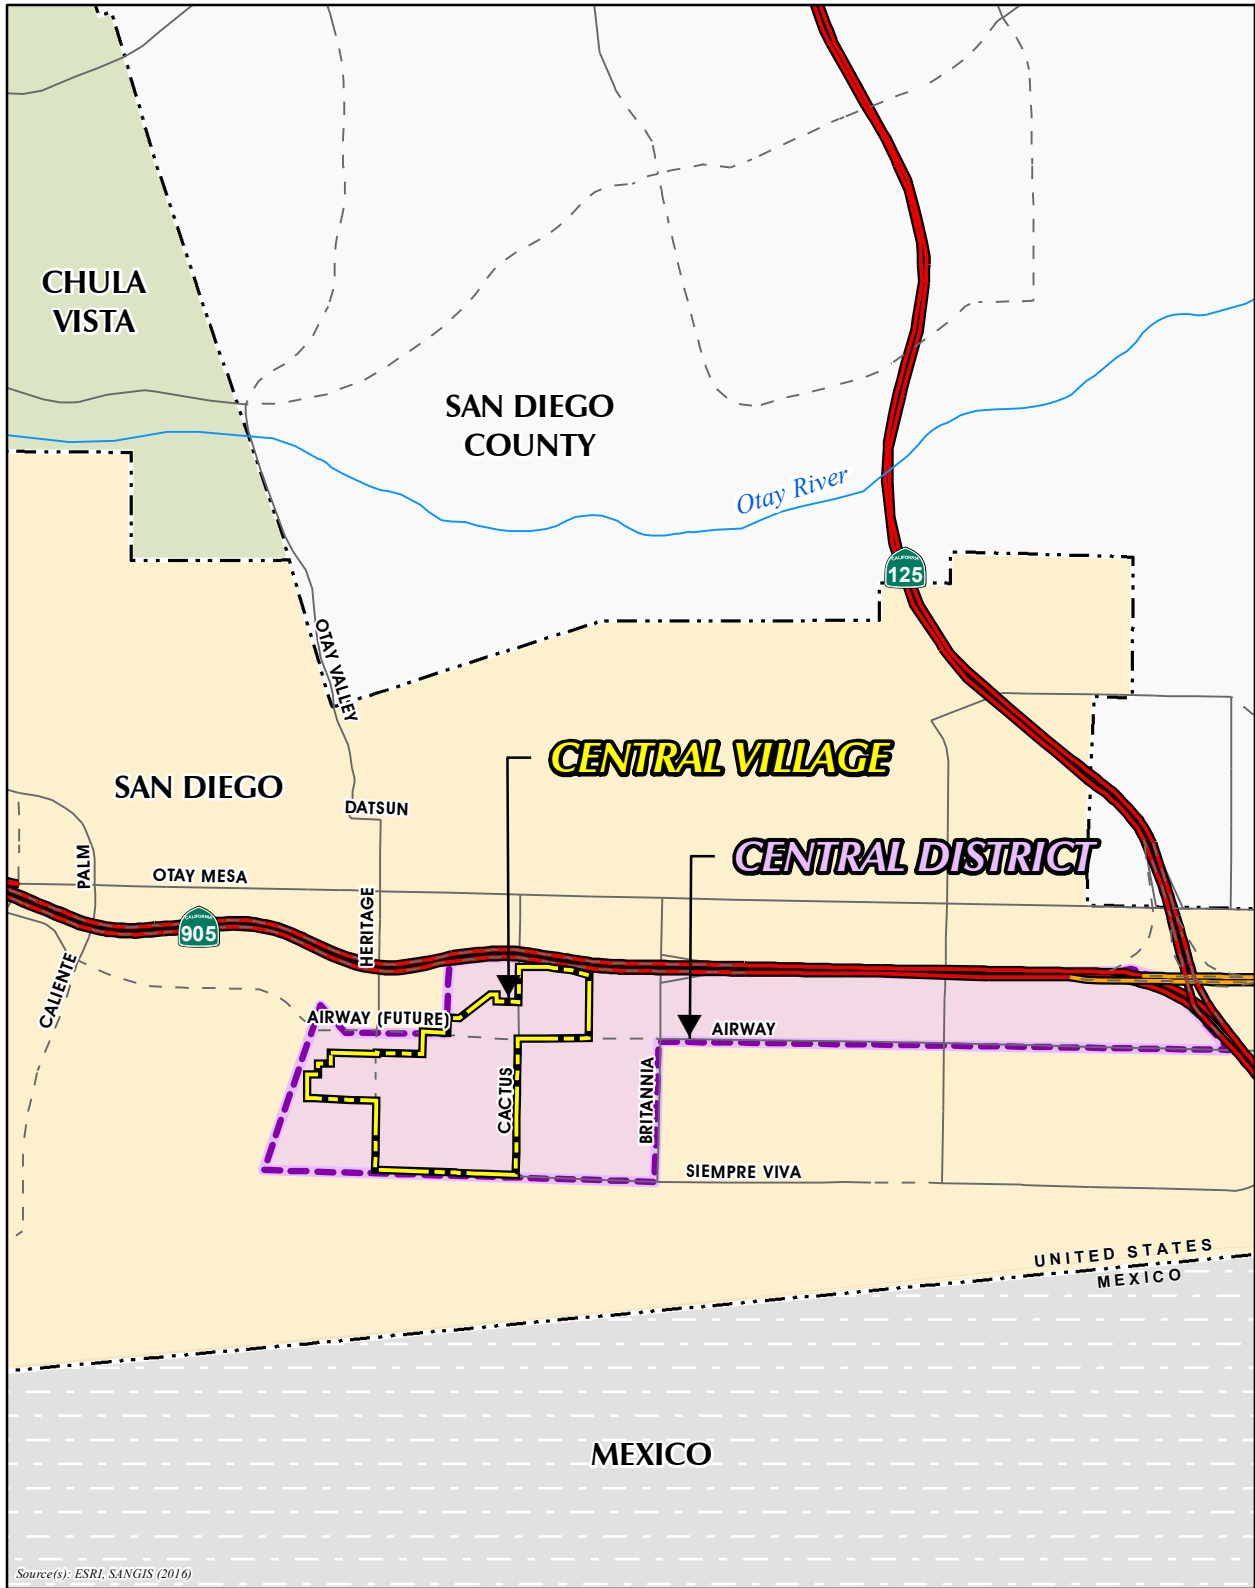 CHULA
VISTA
SAN DIEGO
COUNTY
Otay River
CALIFORNIA
125
OTAY VALLEY
CENTRAL VILLAGE
SAN DIEGO
DATSUN
CENTRAL DISTRICT
PALM
OTAY MESA
HERITAGE
CALIFORNIA
905
CALIENTE
AIRWAY (FUTURE)
AIRWAY
CACTUS
BRITANNIA
SIEMPRE VIVA
UNITED STATES
MEXICO
MEXICO
Source(s): ESRI, SANGIS (2016)